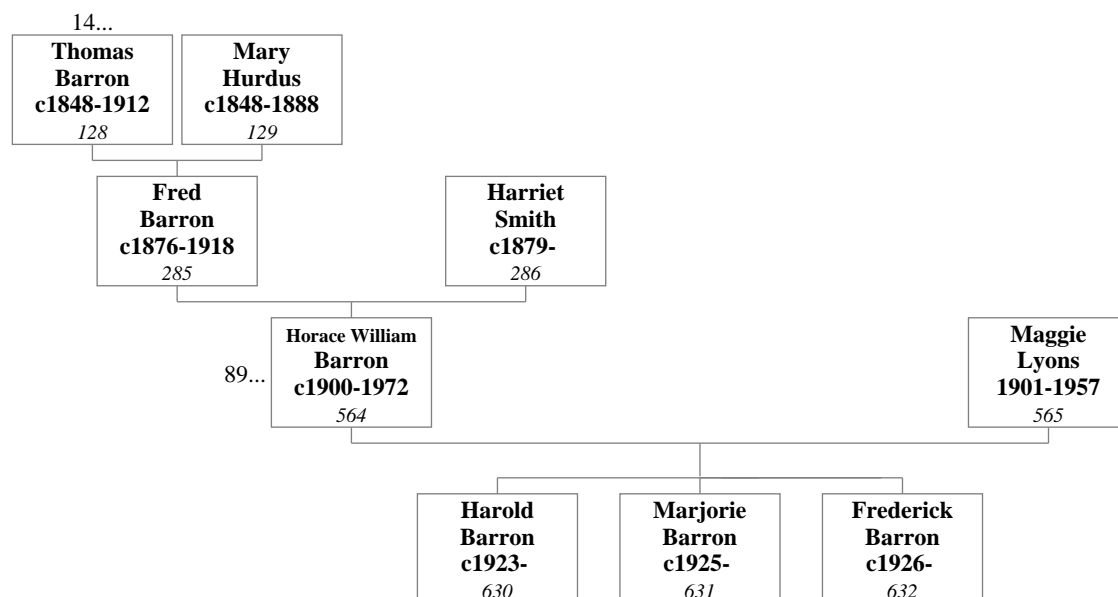 14...
Thomas
Barron
c1848-1912
128
Mary
Hurdus
c1848-1888
129
Fred
Barron
c1876-1918
285
Harriet
Smith
c1879-
286
89...
Horace William
Barron
c1900-1972
564
Maggie
Lyons
1901-1957
565
Harold
Barron
c1923-
630
Marjorie
Barron
c1925-
631
Frederick
Barron
c1926-
632